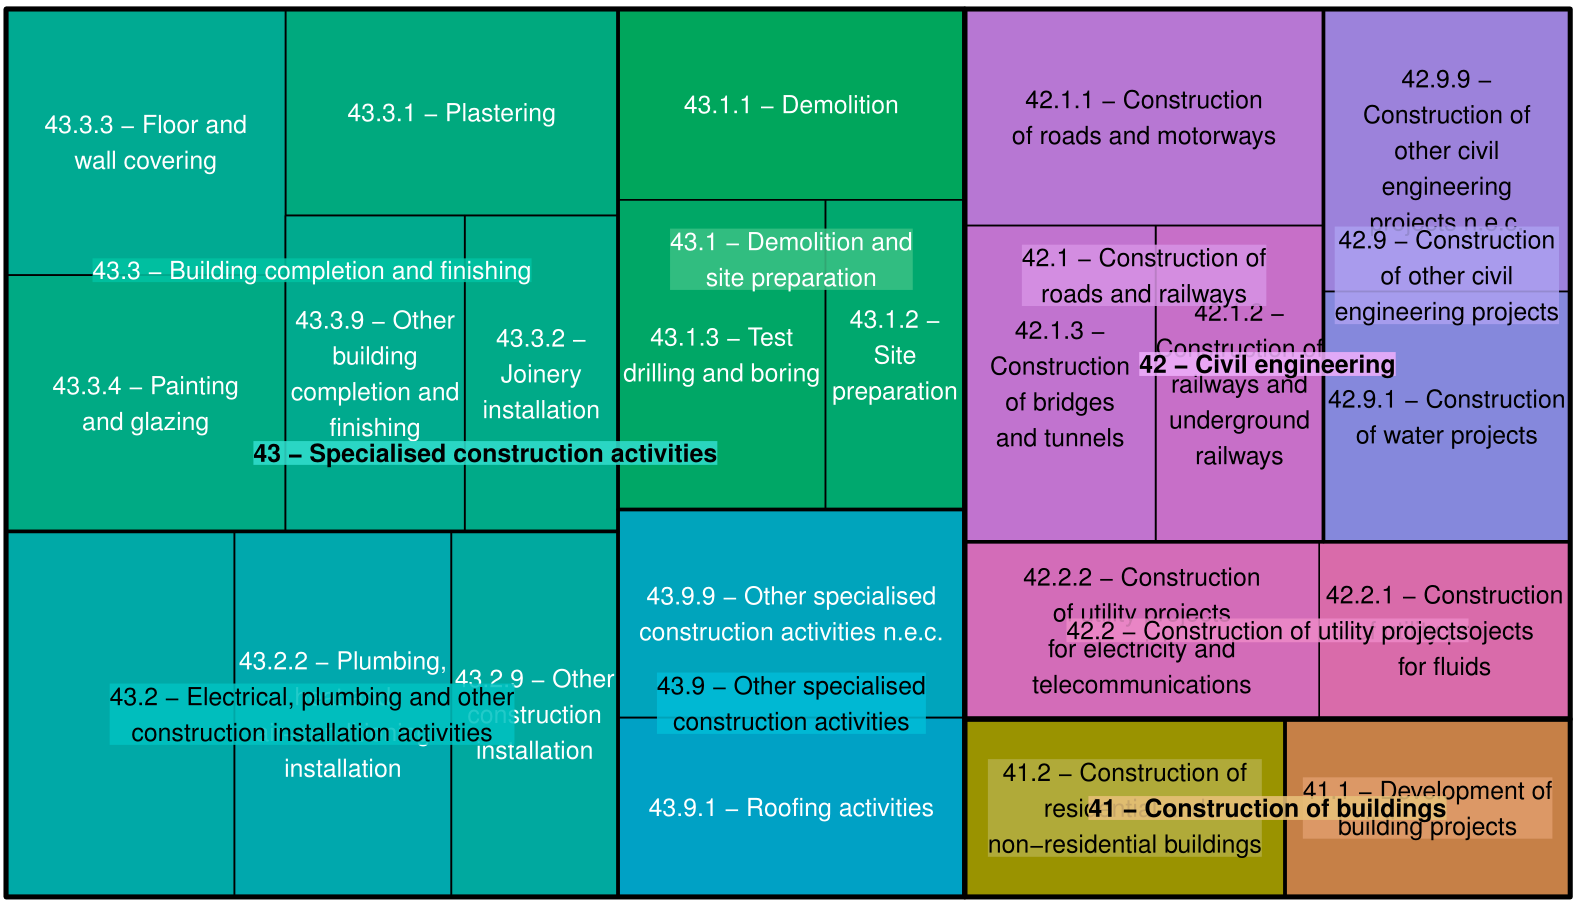 43.3.3 – Floor and
wall covering
43.3.1 – Plastering
43.3 – Building completion and finishing
43.3.4 – Painting
and glazing
43.3.9 – Other
building
completion and
finishing
43.3.2 –
Joinery
installation
43 – Specialised construction activities
43.1.1 – Demolition
43.1 – Demolition and
site preparation
43.1.3 – Test
drilling and boring
43.1.2 –
Site
preparation
43.2.2 – Plumbing,
installation
43.2 – Electrical, plumbing and other
construction installation activities
43.2.9 – Other
construction
installation
43.9.9 – Other specialised
construction activities n.e.c.
43.9 – Other specialised
construction activities
43.9.1 – Roofing activities
42.1.1 – Construction
of roads and motorways
42.1 – Construction of
roads and railways
42.1.3 –
Construction
of bridges
and tunnels
42.1.2 –
Construction of
railways and
underground
railways
42 – Civil engineering
42.9.9 –
Construction of
other civil
engineering
projects n.e.c.
42.9 – Construction
of other civil
engineering projects
42.9.1 – Construction
of water projects
42.2.2 – Construction
of utility projects
for electricity and
telecommunications
42.2 – Construction of utility projects
42.2.1 – Construction
for fluids
41.2 – Construction of
non–residential buildings
41 – Construction of buildings
41.1 – Development of
building projects